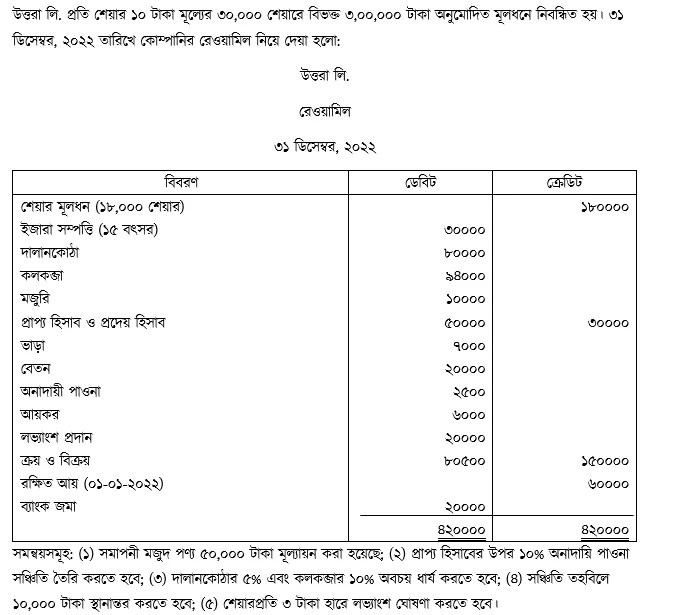 উত্তরা লি. প্রতি শেয়ার ১০ টাকা মূল্যের ৩০,০০০ শেয়ারে বিভক্ত ৩,০০,০০০ টাকা অনুমোদিত মূলধনে নিবন্ধিত হয়। ৩১
ডিসেম্বর, ২০২২ তারিখে কোম্পানির রেওয়ামিল নিয়ে দেয়া হলো:
উত্তরা লি.
রেওয়ামিল
৩১ ডিসেম্বর, ২০২২
বিবরণ ডেবিট ক্রেডিট
শেয়ার মূলধন (১৮,০০০ শেয়ার) ১৮০০০০
ইজারা সম্পত্তি (১৫ বৎসর) ৩০০০০
দালানকোঠা ৮০০০০
কলকব্জা ৯৪০০০
মজুরি ১০০০০
প্রাপ্য হিসাব ও প্রদেয় হিসাব ৫০০০০ ৩০০০০
ভাড়া ৭০০০
বেতন ২০০০০
অনাদায়ী পাওনা ২৫০০
আয়কর ৬০০০
লভ্যাংশ প্রদান ২০০০০
ক্রয় ও বিক্রয় ৮০৫০০ ১৫০০০০
রক্ষিত আয় (০১-০১-২০২২) ৬০০০০
ব্যাংক জমা ২০০০০
৪২০০০০ ৪২০০০০
সমন্বয়সমূহ: (১) সমাপনী মজুদ পণ্য ৫০,০০০ টাকা মূল্যায়ন করা হয়েছে; (২) প্রাপ্য হিসাবের উপর ১০% অনাদায়ি পাওনা
সঞ্চিতি তৈরি করতে হবে; (৩) দালানকোঠার ৫% এবং কলকব্জার ১০% অবচয় ধার্য করতে হবে; (৪) সঞ্চিতি তহবিলে
১০,০০০ টাকা স্থানান্তর করতে হবে; (৫) শেয়ারপ্রতি ৩ টাকা হারে লভ্যাংশ ঘোষণা করতে হবে।